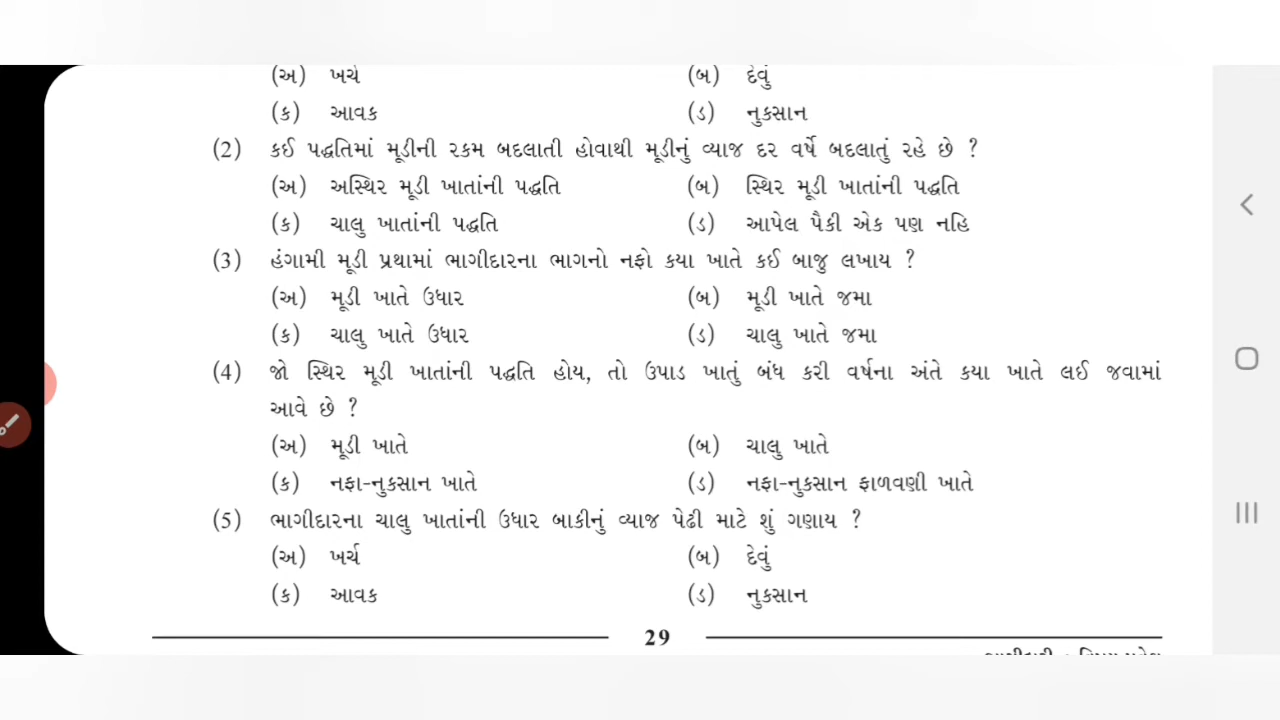 (અ) ખર્ચ (બ) દેવું
(ક) આવક (ડ) નુકસાન
(2) કઈ પદ્ધતિમાં મૂડીની રકમ બદલાતી હોવાથી મૂડીનું વ્યાજ દર વર્ષે બદલાતું રહે છે ?
(અ) અસ્થિર મૂડી ખાતાંની પદ્ધતિ (બ) સ્થિર મૂડી ખાતાંની પદ્ધતિ
(ક) ચાલુ ખાતાંની પદ્ધતિ (ડ) આપેલ પૈકી એક પણ નહિ
(3) હંગામી મૂડી પ્રથામાં ભાગીદારના ભાગનો નફો કયા ખાતે કઈ બાજુ લખાય ?
(અ) મૂડી ખાતે ઉધાર (બ) મૂડી ખાતે જમા
(ક) ચાલુ ખાતે ઉધાર (ડ) ચાલુ ખાતે જમા
(4) જો સ્થિર મૂડી ખાતાંની પદ્ધતિ હોય, તો ઉપાડ ખાતું બંધ કરી વર્ષના અંતે કયા ખાતે લઈ જવામાં
આવે છે ?
(અ) મૂડી ખાતે (બ) ચાલુ ખાતે
(ક) નફા-નુકસાન ખાતે (ડ) નફા-નુકસાન ફાળવણી ખાતે
(5) ભાગીદારના ચાલુ ખાતાંની ઉધાર બાકીનું વ્યાજ પેઢી માટે શું ગણાય ?
(અ) ખર્ચ (બ) દેવું
(ક) આવક (ડ) નુકસાન
29